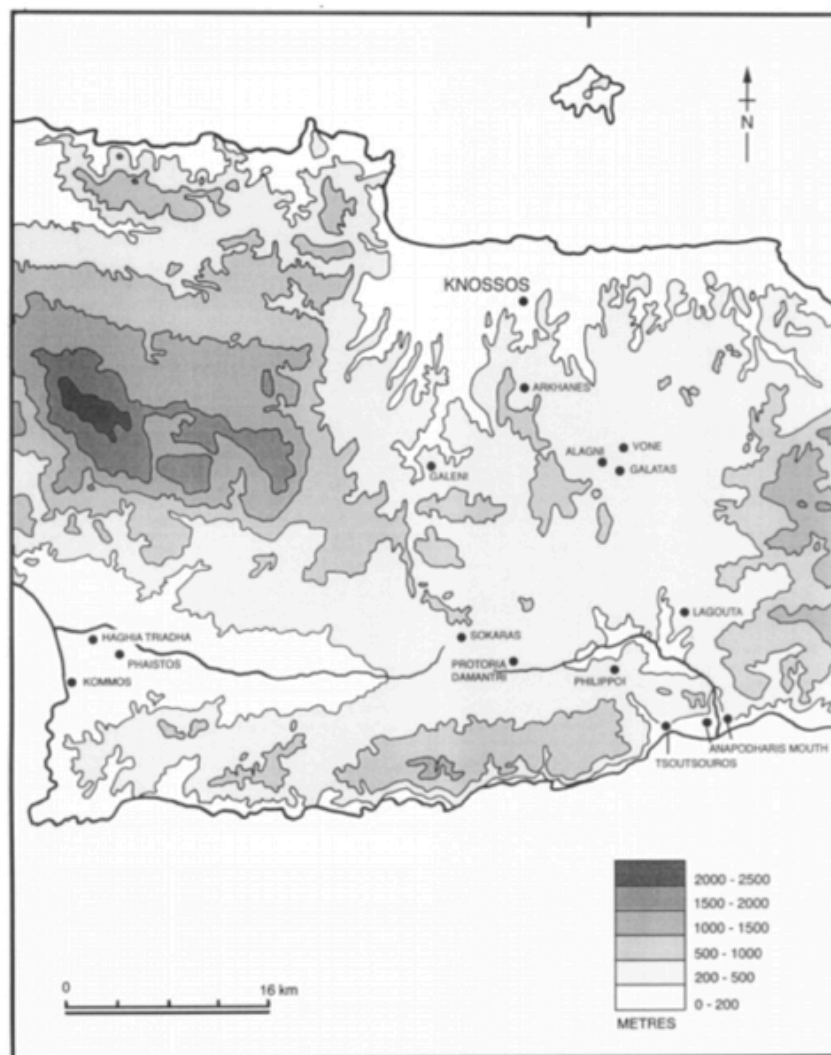 N
KNOSSOS
ARKHANES
VONE
ALAGNI
GALATAS
GALENI
LAGOUTA
HAGHIA TRIADHA
SOKARAS
PHAISTOS
PROTORIA
DAMANTRI
PHILIPPOI
KOMMOS
ANAPODHARIS MOUTH
TSOUTSOUROS
2000 - 2500
1500 - 2000
1000 - 1500
500 - 1000
200 - 500
0 - 200
METRES
0 16 km